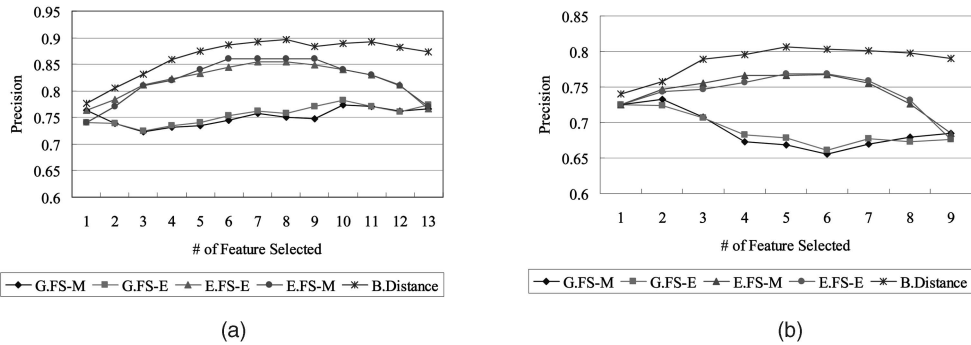 0.95
0.9
0.85
0.8
0.75
0.7
0.65
0.6
Precision
1 2 3 4 5 6 7 8 9 10 11 12 13
# of Feature Selected
G.FS-M G.FS-E E.FS-E E.FS-M B.Distance
(a)
0.85
0.8
0.75
0.7
0.65
0.6
Precision
1 2 3 4 5 6 7 8 9
# of Feature Selected
G.FS-M G.FS-E E.FS-M E.FS-E B.Distance
(b)